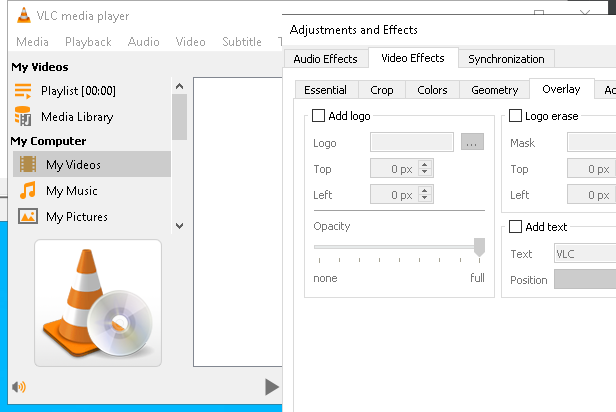 VLC media player
Media Playback Audio Video Subtitle
My Videos
Playlist [00:00]
Media Library
My Computer
My Videos
My Music
My Pictures
Adjustments and Effects
Audio Effects Video Effects Synchronization
Essential Crop Colors Geometry Overlay
Add logo
Logo ...
Top 0 px
Left 0 px
Opacity
none full
Logo erase
Mask
Top 0 px
Left 0 px
Add text
Text VLC
Position